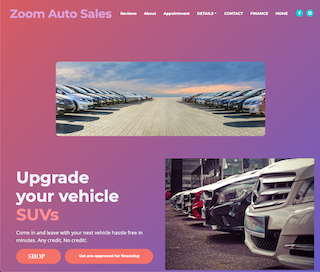 Zoom Auto Sales
Reviews About Appointment DETAILS CONTACT FINANCE HOME
Upgrade
your vehicle
SUVs
Come in and leave with your next vehicle hassle free in
minutes. Any credit, No credit!.
SHOP Get pre-approved for financing